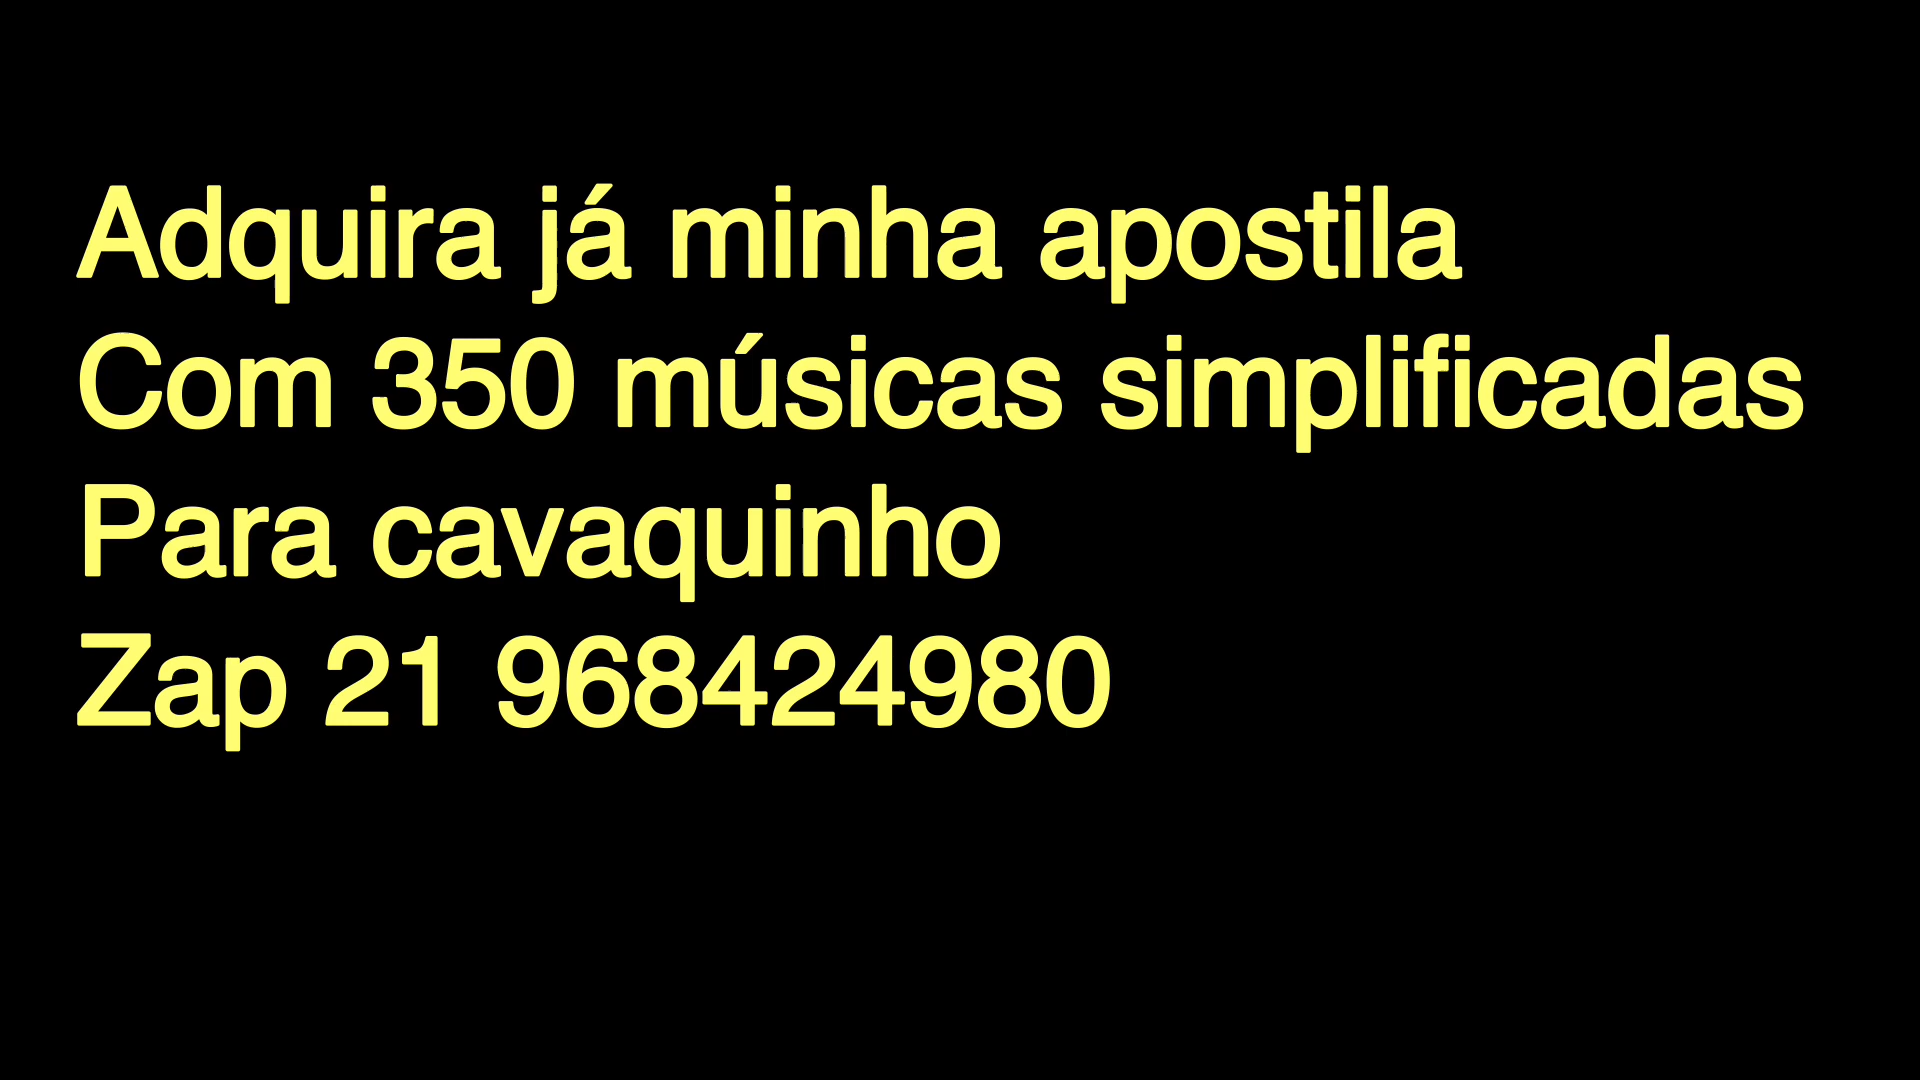 Adquira já minha apostila
Com 350 músicas simplificadas
Para cavaquinho
Zap 21 968424980